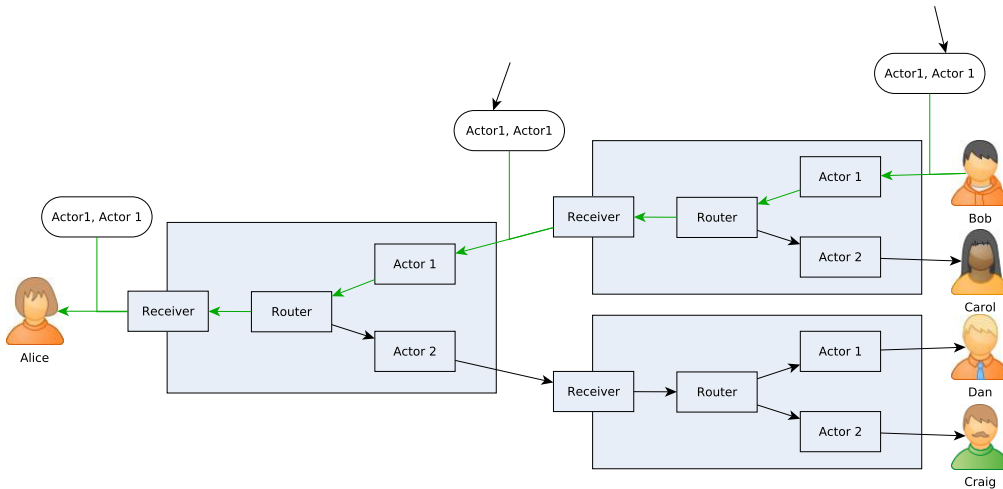 Actor1, Actor 1
Actor1, Actor1
Actor 1
Bob
Actor1, Actor 1
Receiver
Router
Actor 2
Carol
Actor 1
Receiver
Router
Alice
Actor 2
Actor 1
Dan
Receiver
Router
Actor 2
Craig